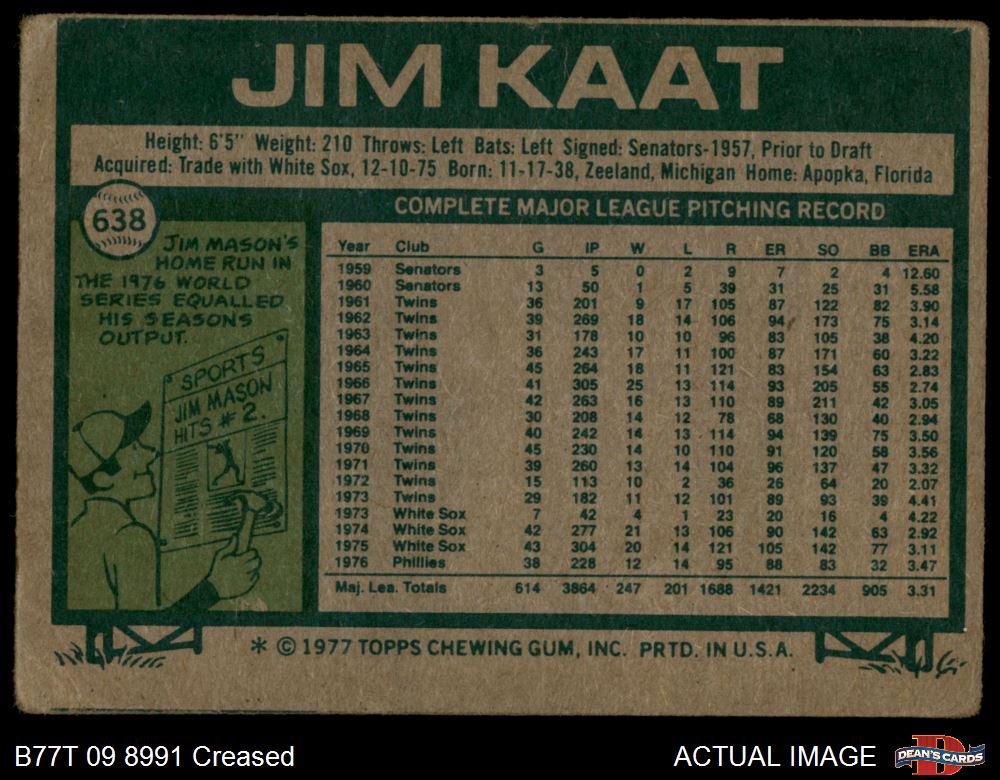 JIM KAAT
Height: 6'5" Weight: 210 Throws: Left Bats: Left Signed: Senators-1957, Prior to Draft
Acquired: Trade with White Sox, 12-10-75 Born: 11-17-38, Zeeland, Michigan Home: Apopka, Florida
638
JIM MASON'S
HOME RUN IN
THE 1976 WORLD
SERIES EQUALLED
HIS SEASONS
OUTPUT.
SPORTS
JIM MASON
HITS #2.
COMPLETE MAJOR LEAGUE PITCHING RECORD
Year Club G IP W L R ER SO BB ERA
1959 Senators 3 5 0 2 9 7 2 4 12.60
1960 Senators 13 50 1 5 39 31 25 31 5.58
1961 Twins 36 201 9 17 105 87 122 82 3.90
1962 Twins 39 269 18 14 106 94 173 75 3.14
1963 Twins 31 178 10 10 96 83 105 38 4.20
1964 Twins 36 243 17 11 100 87 171 60 3.22
1965 Twins 45 264 18 11 121 83 154 63 2.83
1966 Twins 41 305 25 13 114 93 205 55 2.74
1967 Twins 42 263 16 13 110 89 211 42 3.05
1968 Twins 30 208 14 12 78 68 130 40 2.94
1969 Twins 40 242 14 13 114 94 139 75 3.50
1970 Twins 45 230 14 10 110 91 120 58 3.56
1971 Twins 39 260 13 14 104 96 137 47 3.32
1972 Twins 15 113 10 2 36 26 64 20 2.07
1973 Twins 29 182 11 12 101 89 93 39 4.41
1973 White Sox 7 42 4 1 23 20 16 4 4.22
1974 White Sox 42 277 21 13 106 90 142 63 2.92
1975 White Sox 43 304 20 14 121 105 142 77 3.11
1976 Phillies 38 228 12 14 95 88 83 32 3.47
Maj. Lea. Totals 614 3864 247 201 1688 1421 2234 905 3.31
* © 1977 TOPPS CHEWING GUM, INC. PRTD. IN U.S.A.
B77T 09 8991 Creased
ACTUAL IMAGE
DEAN'S CARDS